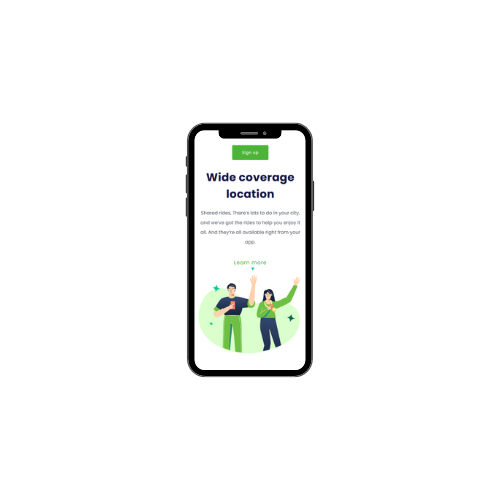 Sign up
Wide coverage
location
Shared rides, There's lots to do in your city,
and we've got the rides to help you enjoy it
all. And they're all available right from your
app.
Learn more